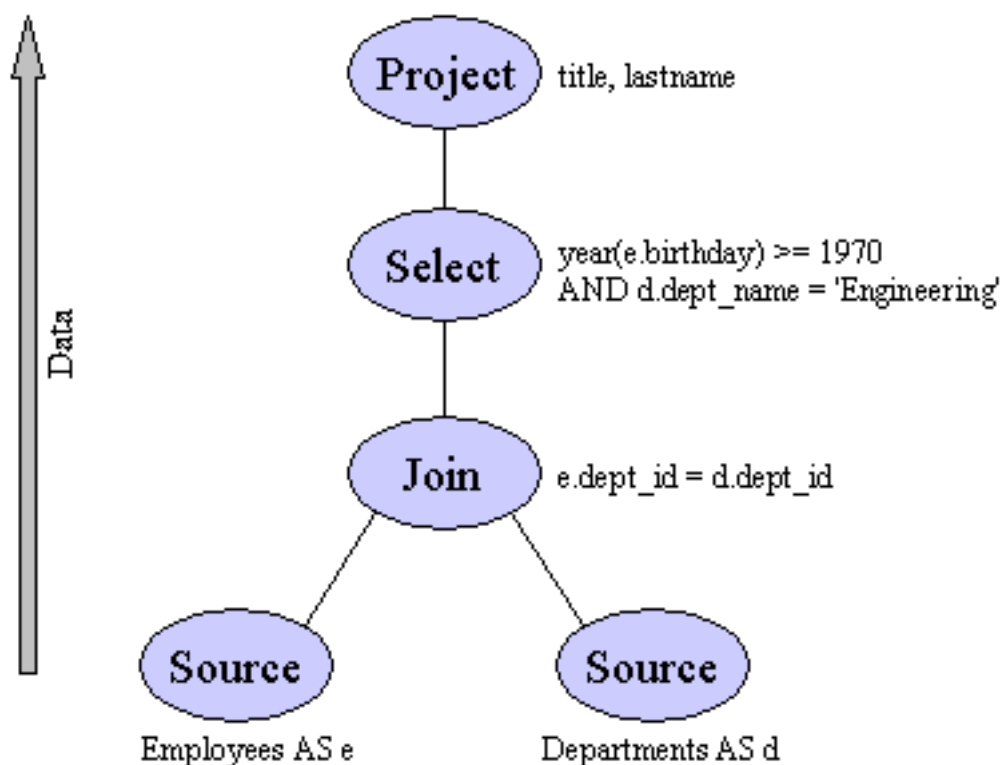 Project
title, lastname
Select
year(e.birthday) >= 1970
AND d.dept_name = 'Engineering'
Data
Join
e.dept_id = d.dept_id
Source
Source
Employees AS e
Departments AS d